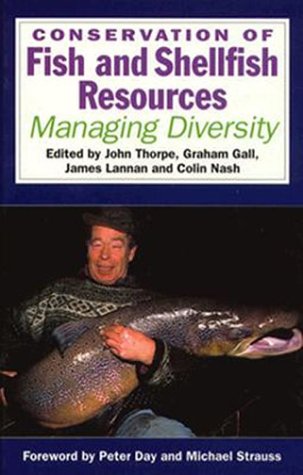 CONSERVATION OF
Fish and Shellfish
Resources
Managing Diversity
Edited by John Thorpe, Graham Gall,
James Lannan and Colin Nash
Foreword by Peter Day and Michael Strauss